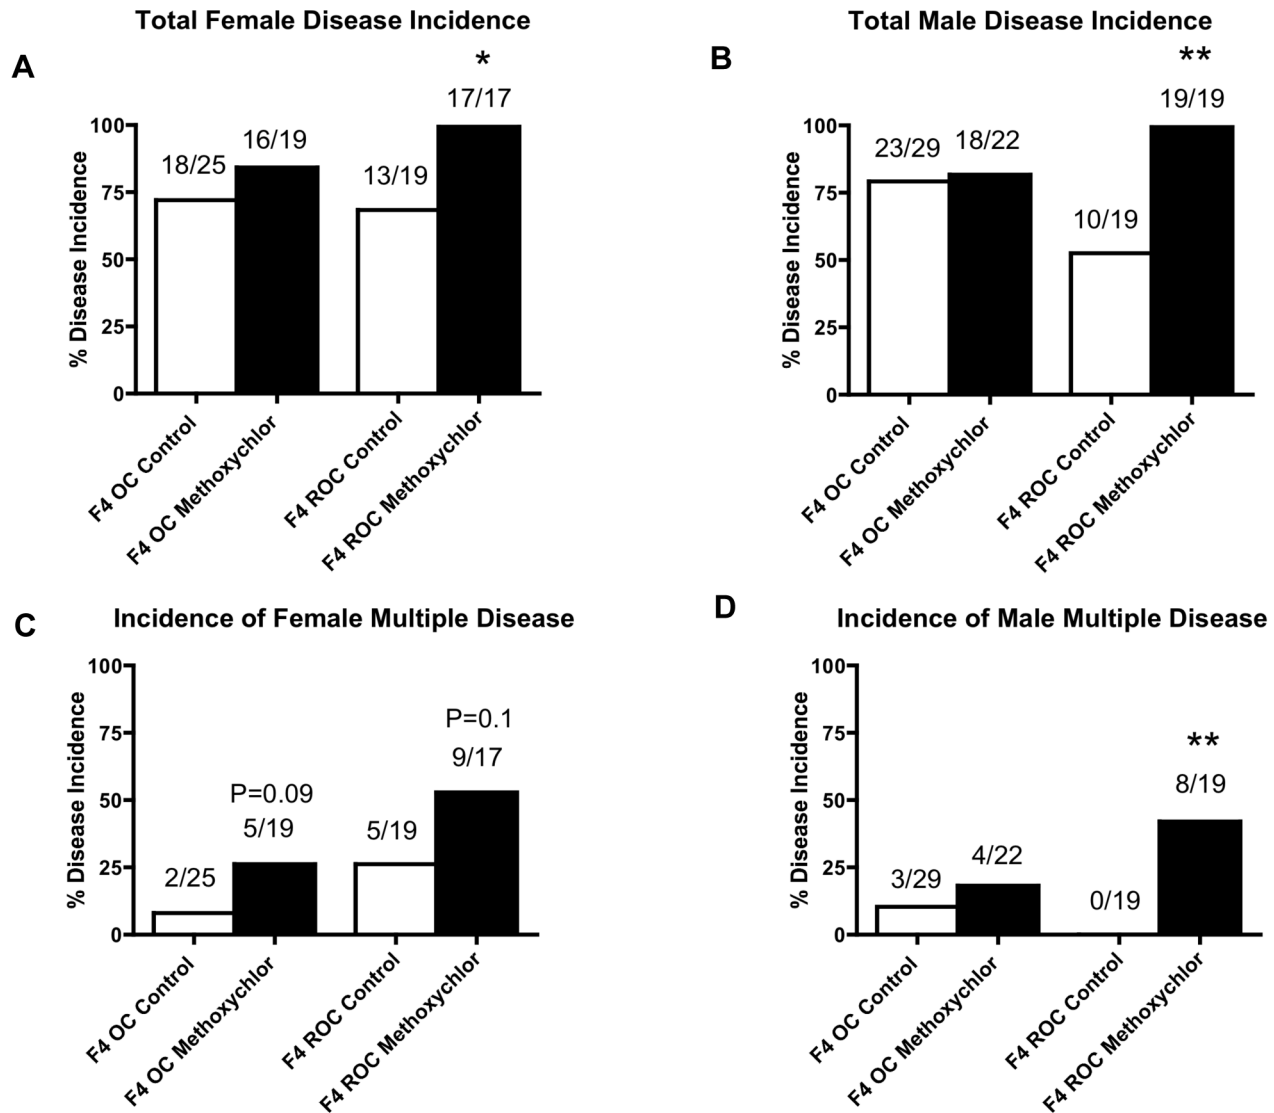 Total Female Disease Incidence
A
*
17/17
16/19
18/25
13/19
100
75
50
25
0
% Disease Incidence
F4 OC Control
F4 OC Methoxychlor
F4 ROC Control
F4 ROC Methoxychlor
Total Male Disease Incidence
B
**
19/19
23/29
18/22
10/19
100
75
50
25
0
% Disease Incidence
F4 OC Control
F4 OC Methoxychlor
F4 ROC Control
F4 ROC Methoxychlor
C
Incidence of Female Multiple Disease
100
75
50
25
0
% Disease Incidence
P=0.1
9/17
P=0.09
5/19
5/19
2/25
F4 OC Control
F4 OC Methoxychlor
F4 ROC Control
F4 ROC Methoxychlor
D
Incidence of Male Multiple Disease
100
75
50
25
0
% Disease Incidence
**
8/19
4/22
3/29
0/19
F4 OC Control
F4 OC Methoxychlor
F4 ROC Control
F4 ROC Methoxychlor